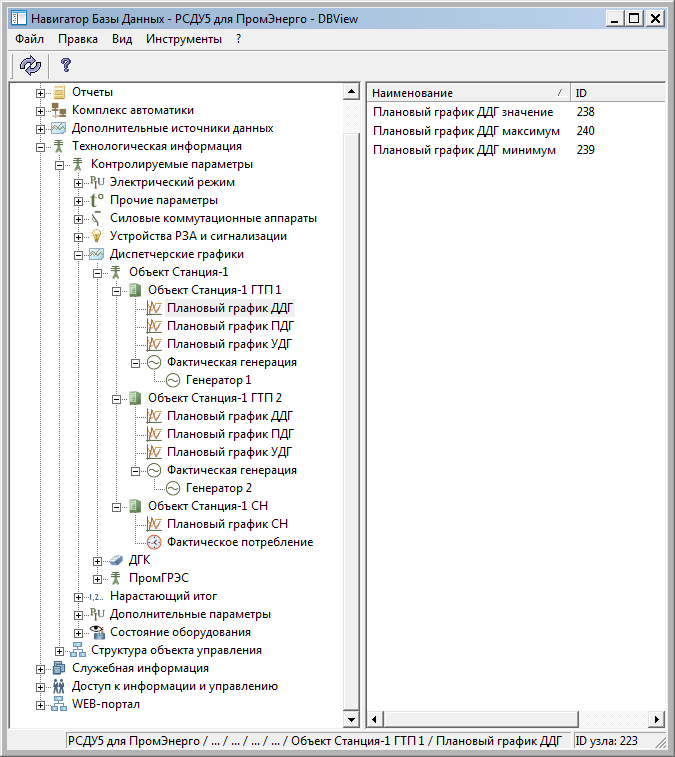 Навигатор Базы Данных - РСДУ5 для ПромЭнерго - DBView
Файл Правка Вид Инструменты ?
Отчеты
Комплекс автоматики
Дополнительные источники данных
Технологическая информация
Контролируемые параметры
Электрический режим
Прочие параметры
Силовые коммутационные аппараты
Устройства РЗА и сигнализации
Диспетчерские графики
Объект Станция-1
Объект Станция-1 ГТП 1
Плановый график ДДГ
Плановый график ПДГ
Плановый график УДГ
Фактическая генерация
Генератор 1
Объект Станция-1 ГТП 2
Плановый график ДДГ
Плановый график ПДГ
Плановый график УДГ
Фактическая генерация
Генератор 2
Объект Станция-1 СН
Плановый график СН
Фактическое потребление
ДГК
ПромГРЭС
Нарастающий итог
Дополнительные параметры
Состояние оборудования
Структура объекта управления
Служебная информация
Доступ к информации и управлению
WEB-портал
Наименование ID
Плановый график ДДГ значение 238
Плановый график ДДГ максимум 240
Плановый график ДДГ минимум 239
РСДУ5 для ПромЭнерго / ... / ... / ... / ... / Объект Станция-1 ГТП 1 / Плановый график ДДГ ID узла: 223